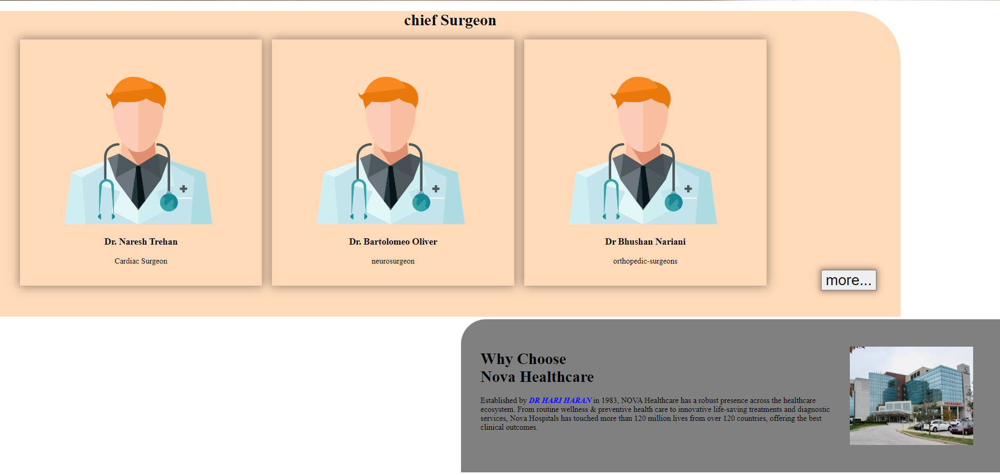 chief Surgeon
Dr. Naresh Trehan
Cardiac Surgeon
Dr. Bartolomeo Oliver
neurosurgeon
Dr Bhushan Nariani
orthopedic-surgeons
more...
Why Choose
Nova Healthcare
Established by DR HARI HARAN in 1983, NOVA Healthcare has a robust presence across the healthcare
ecosystem. From routine wellness & preventive health care to innovative life-saving treatments and diagnostic
services, Nova Hospitals has touched more than 120 million lives from over 120 countries, offering the best
clinical outcomes.
EMERGENCY